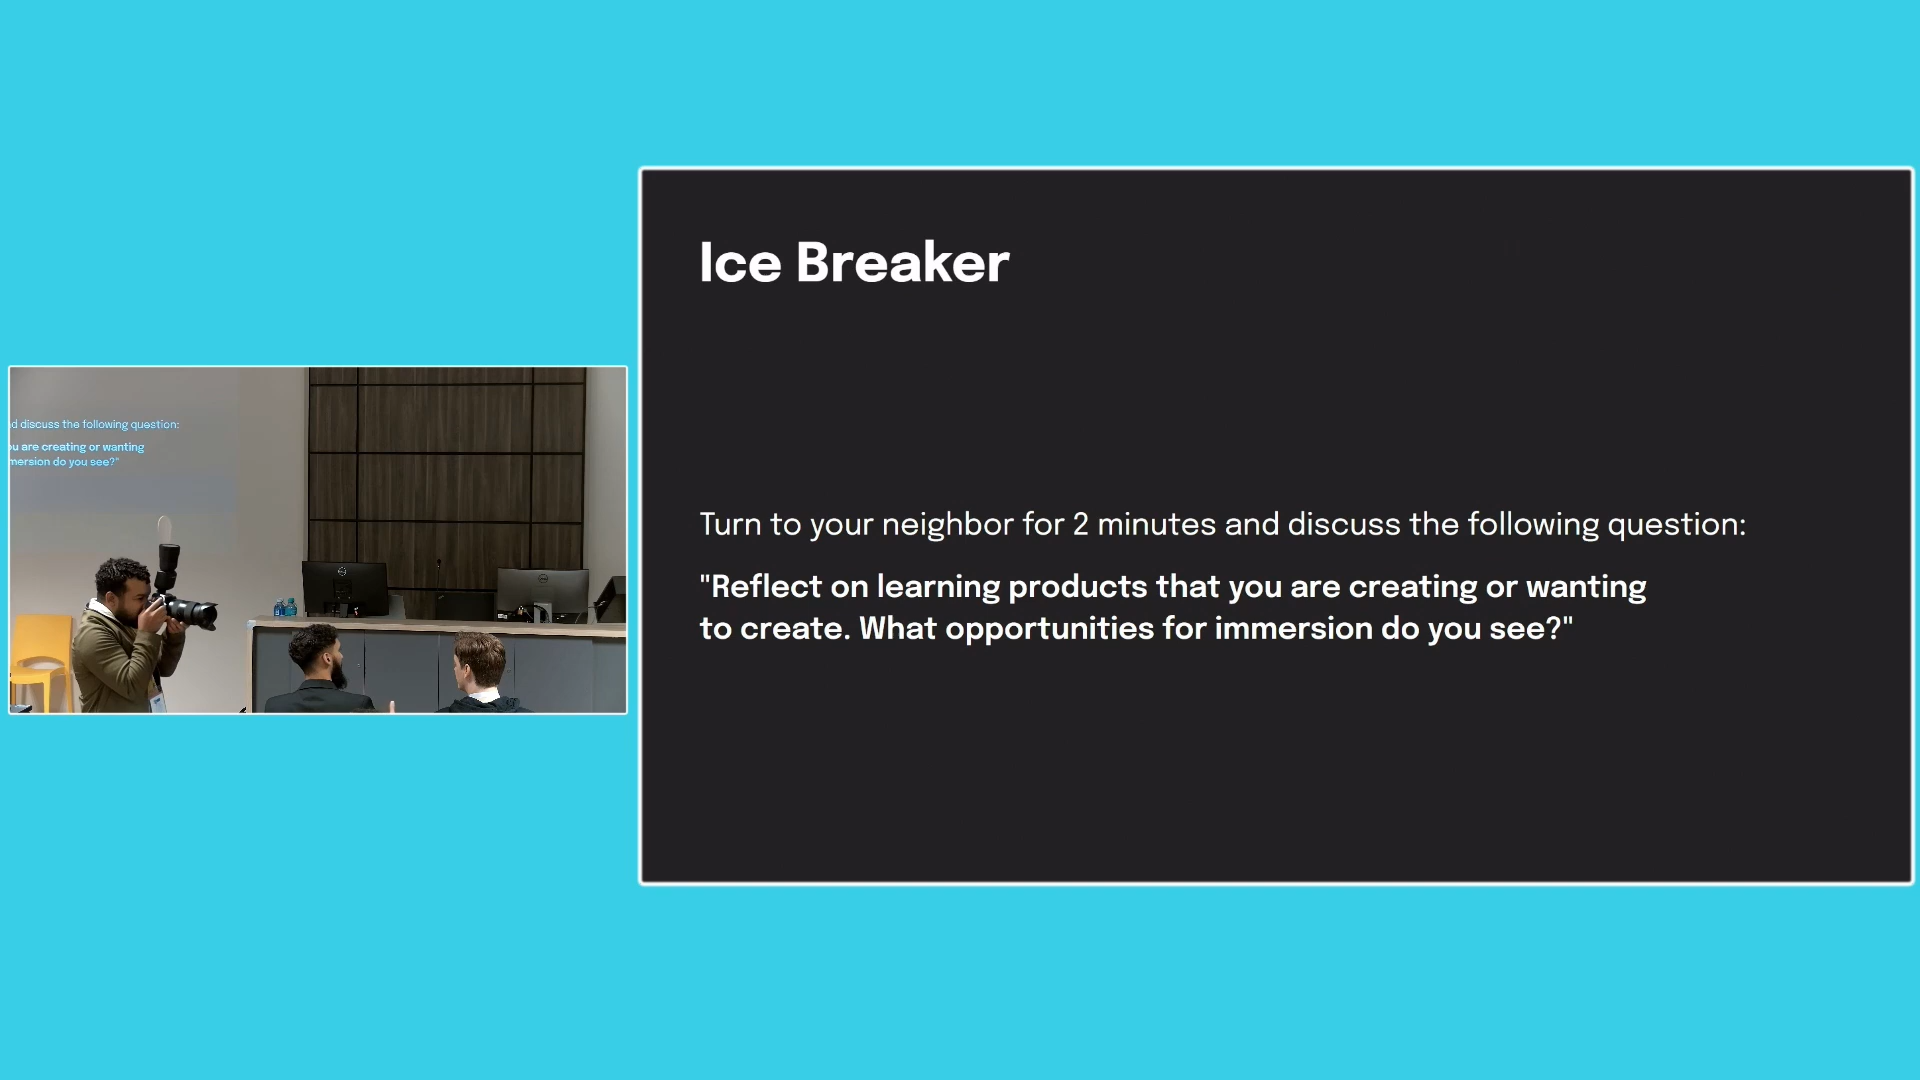 Ice Breaker
d discuss the following question:
ou are creating or wanting
mersion do you see?"
Turn to your neighbor for 2 minutes and discuss the following question:
"Reflect on learning products that you are creating or wanting
to create. What opportunities for immersion do you see?"